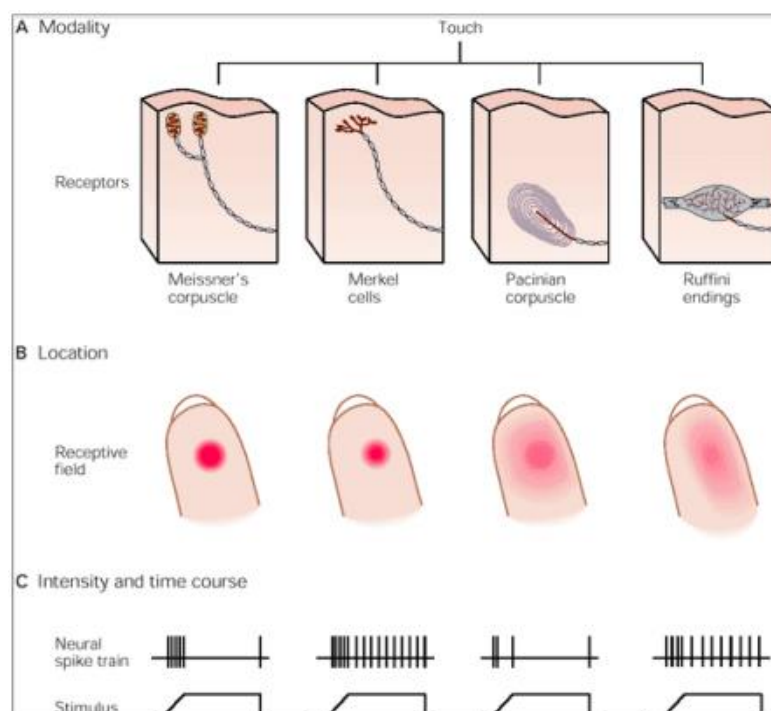 A Modality
Touch
Receptors
Meissner's
corpuscle
Merkel
cells
Pacinian
corpuscle
Ruffini
endings
B Location
Receptive
field
C Intensity and time course
Neural
spike train
Stimulus